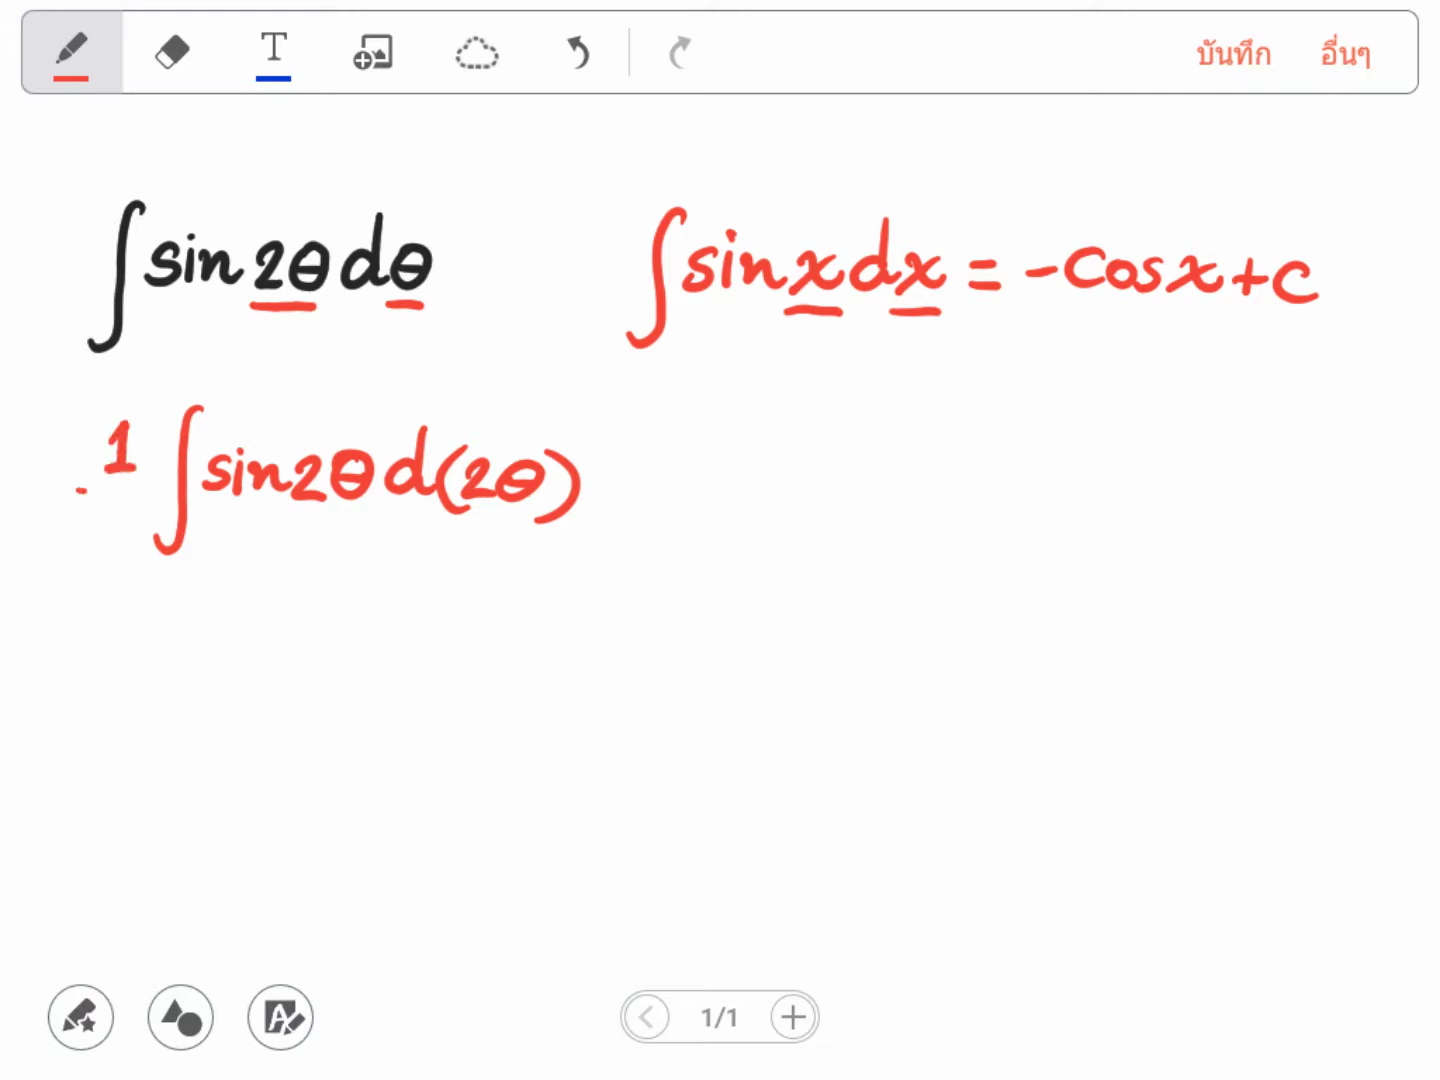 T บันทึก อื่นๆ
∫sin2θdθ ∫sinxdx = -cosx+c
1 ∫sin2θd(2θ)
A 1/1